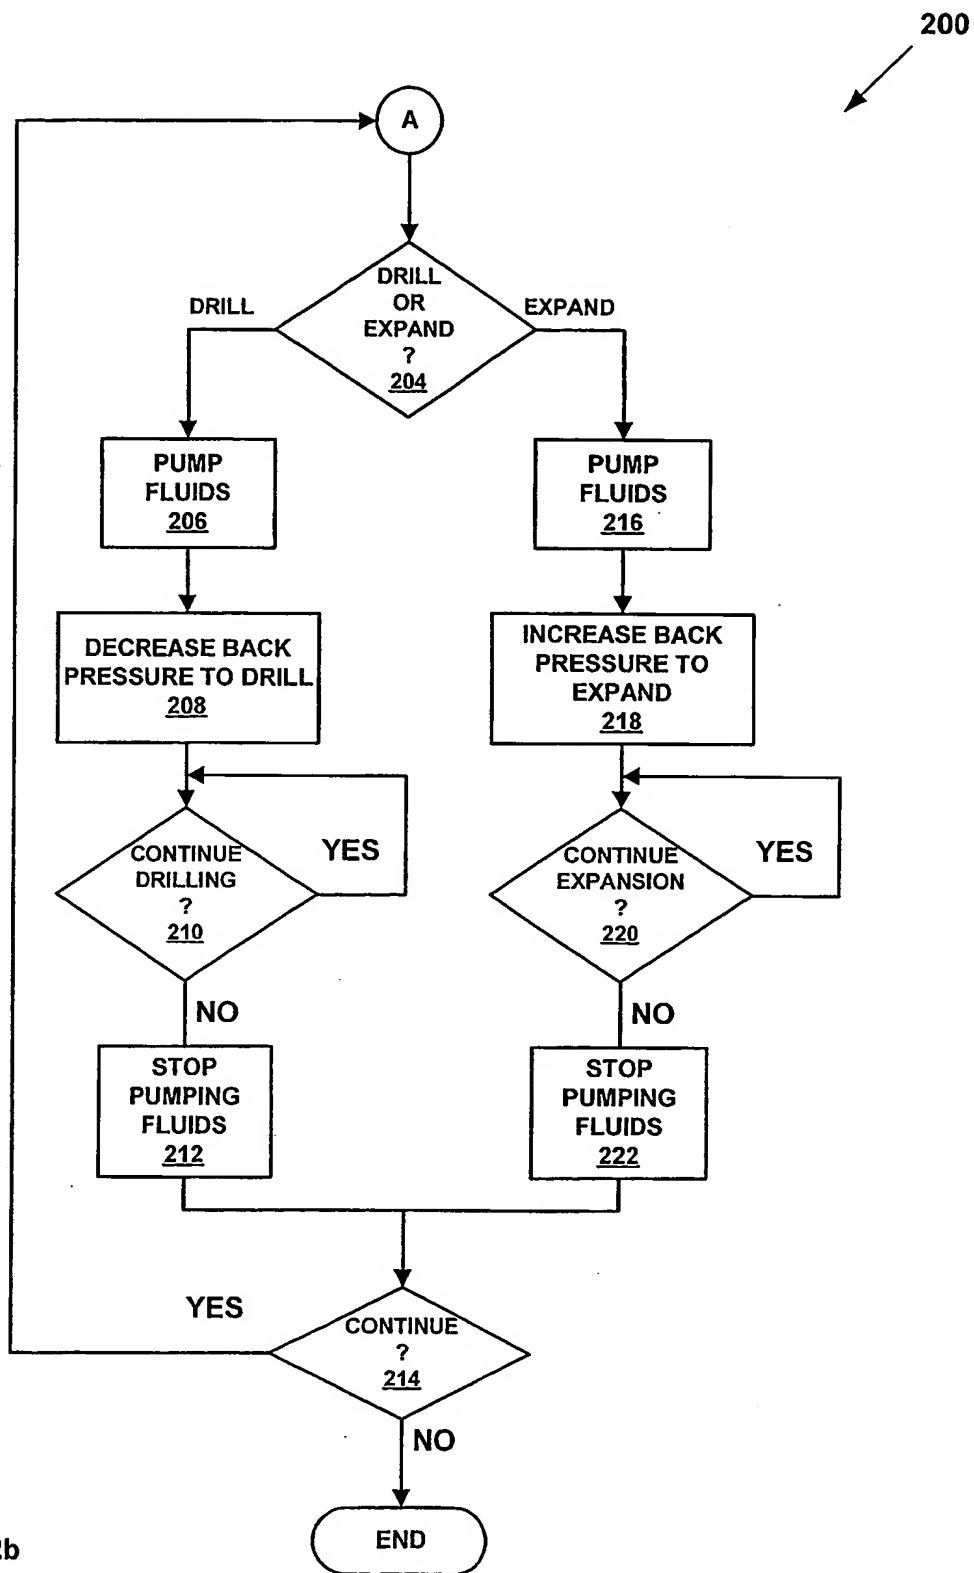 200
A
DRILL
OR
EXPAND
?
204
DRILL
EXPAND
PUMP
FLUIDS
206
PUMP
FLUIDS
216
DECREASE BACK
PRESSURE TO DRILL
208
INCREASE BACK
PRESSURE TO
EXPAND
218
CONTINUE
DRILLING
?
210
YES
CONTINUE
EXPANSION
?
220
YES
NO
NO
STOP
PUMPING
FLUIDS
212
STOP
PUMPING
FLUIDS
222
YES
CONTINUE
?
214
NO
END